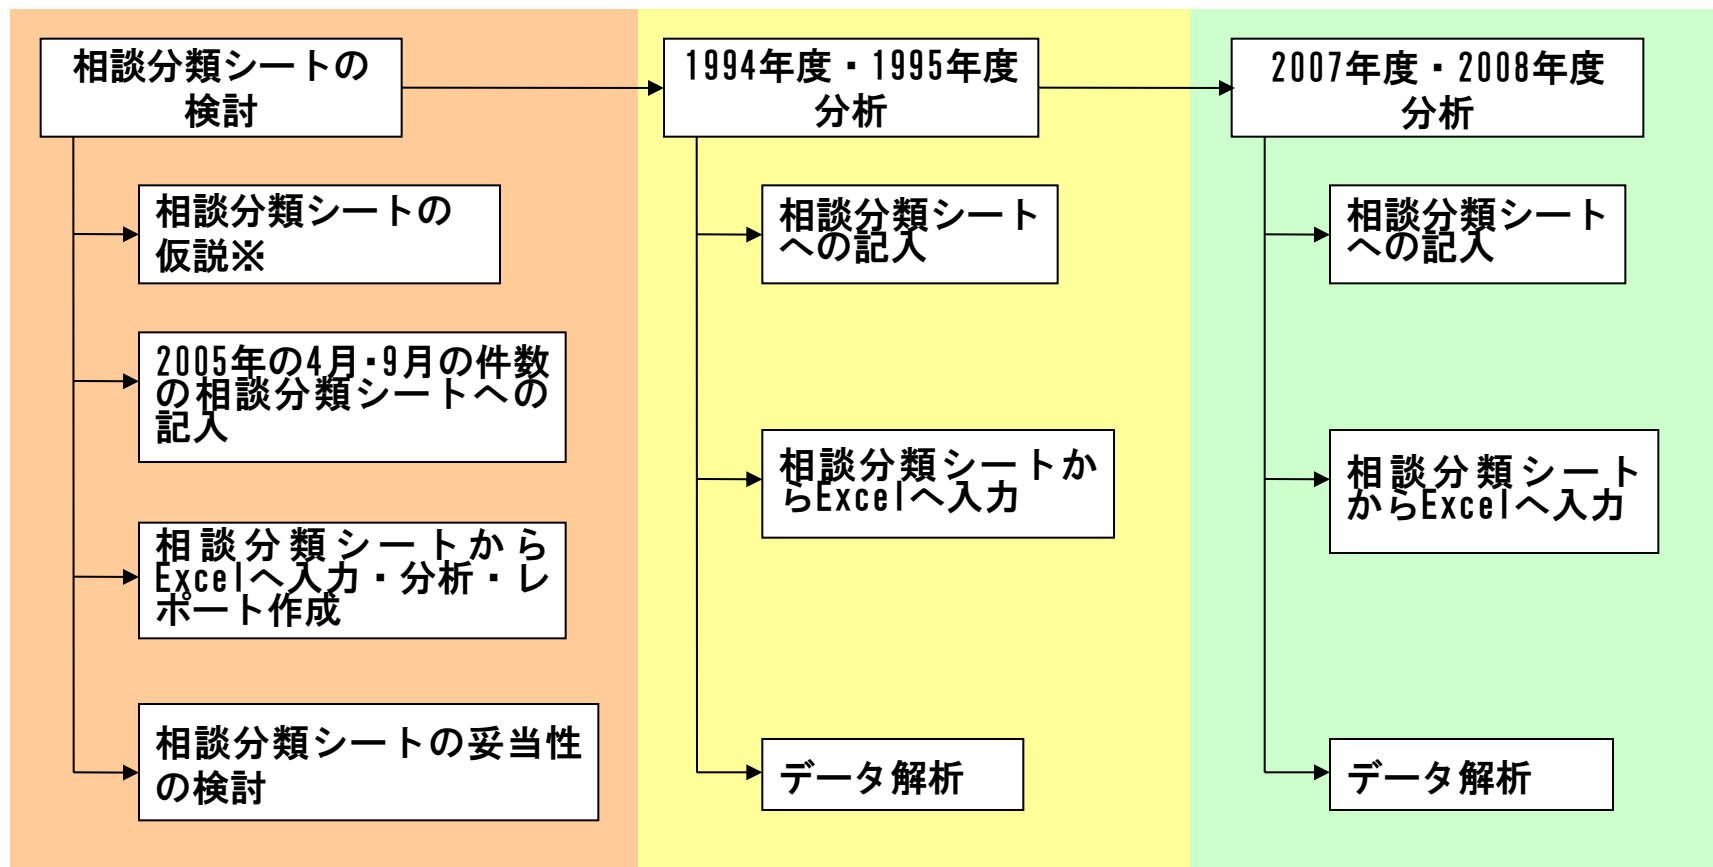 相談分類シートの
検討
相談分類シートの
仮説※
2005年の4月・9月の件数
の相談分類シートへの
記入
相談分類シートから
Excelへ入力・分析・レ
ポート作成
相談分類シートの妥当性
の検討
1994年度・1995年度
分析
相談分類シート
への記入
相談分類シートか
らExcelへ入力
データ解析
2007年度・2008年度
分析
相談分類シート
への記入
相談分類シート
からExcelへ入力
データ解析